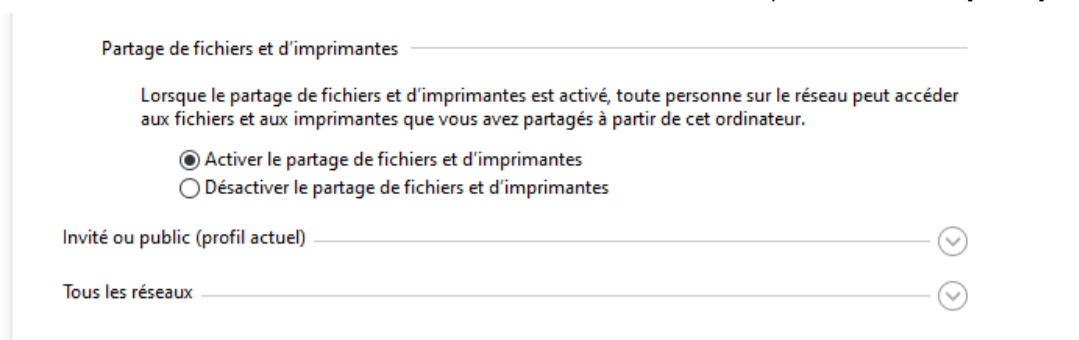 Partage de fichiers et d'imprimantes
Lorsque le partage de fichiers et d'imprimantes est activé, toute personne sur le réseau peut accéder
aux fichiers et aux imprimantes que vous avez partagés à partir de cet ordinateur.
Activer le partage de fichiers et d'imprimantes
Désactiver le partage de fichiers et d'imprimantes
Invité ou public (profil actuel)
Tous les réseaux